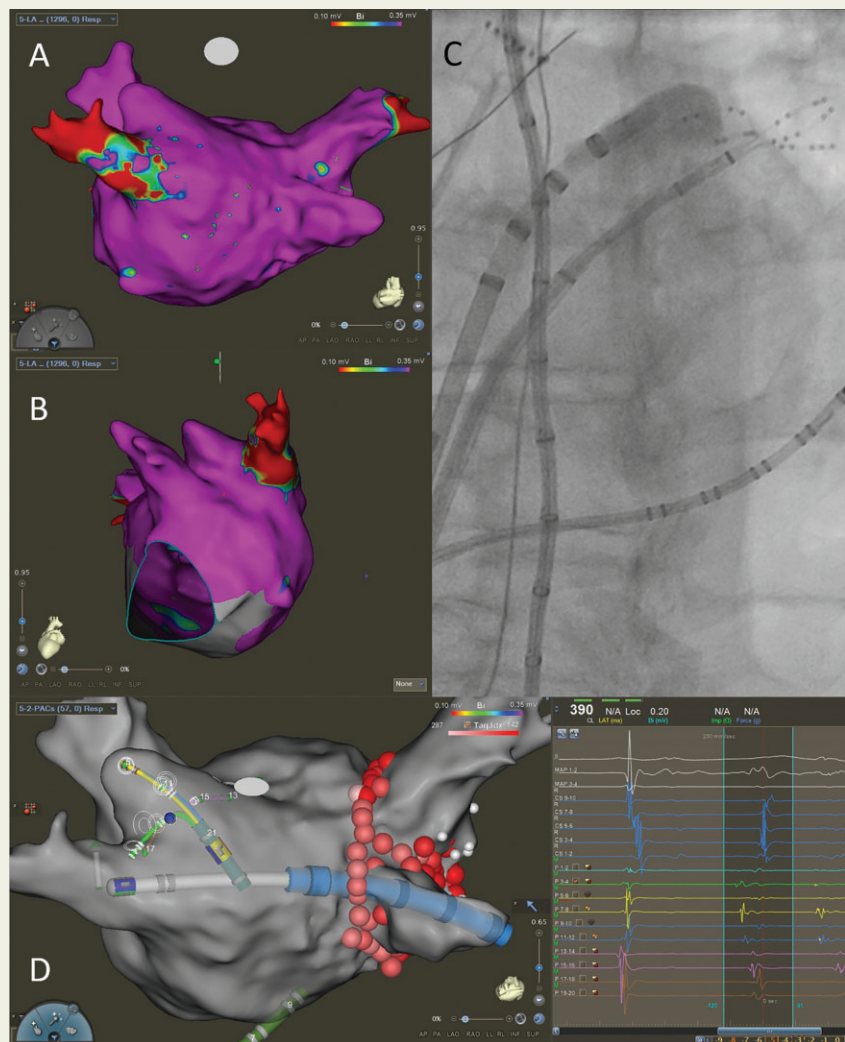 5-LA ... (1296, 0) Resp
0.10 mV Bi 0.35 mV
A
0.95
0%
AP PA LAO RAO LL RL INF SUP
5-LA ... (1296, 0) Resp
0.10 mV Bi 0.35 mV
B
0.95
0%
AP PA LAO RAO LL RL INF SUP
None
C
5-2-PACs (57, 0) Resp
0.10 mV Bi 0.35 mV
287
142
15
13
17
21
9
0.65
0%
AP PA LAO RAO LL RL INF SUP
D
390 N/A Loc 0.20 N/A N/A
CL LAT (ms) Bi (mV) Imp (Ω) Force (g)
200 mm/sec
MAP 1-2
MAP 3-4
CS 9-10
CS 7-8
CS 5-6
CS 3-4
CS 1-2
P 1-2
P 3-4
P 5-6
P 7-8
P 9-10
P 11-12
P 13-14
P 15-16
P 17-18
P 19-20
0 sec